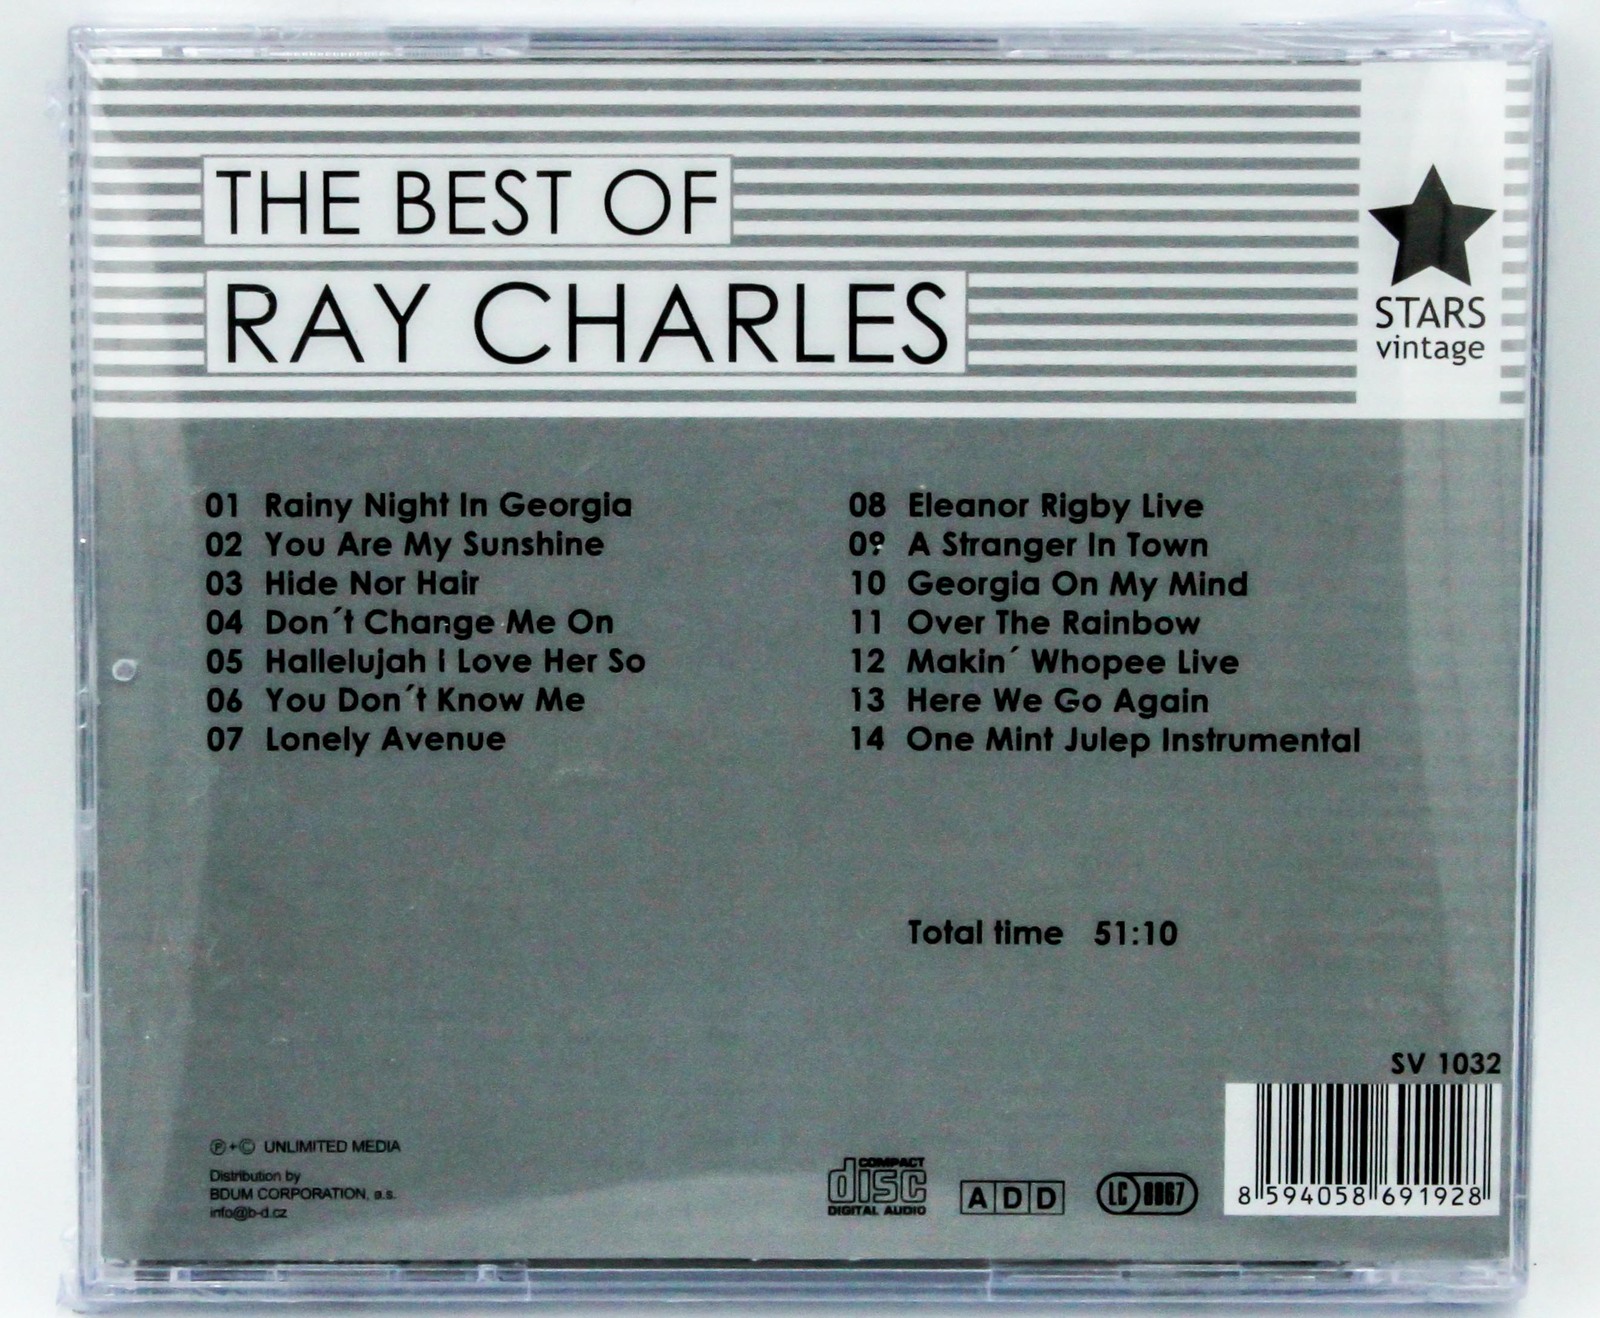 THE BEST OF
RAY CHARLES
STARS
vintage
01 Rainy Night In Georgia
02 You Are My Sunshine
03 Hide Nor Hair
04 Don´t Change Me On
05 Hallelujah I Love Her So
06 You Don´t Know Me
07 Lonely Avenue
08 Eleanor Rigby Live
09 A Stranger In Town
10 Georgia On My Mind
11 Over The Rainbow
12 Makin´ Whopee Live
13 Here We Go Again
14 One Mint Julep Instrumental
Total time 51:10
SV 1032
℗+© UNLIMITED MEDIA
Distribution by
BDUM CORPORATION, a.s.
info@b-d.cz
COMPACT
disc
DIGITAL AUDIO
ADD
LC
8 594058 691928